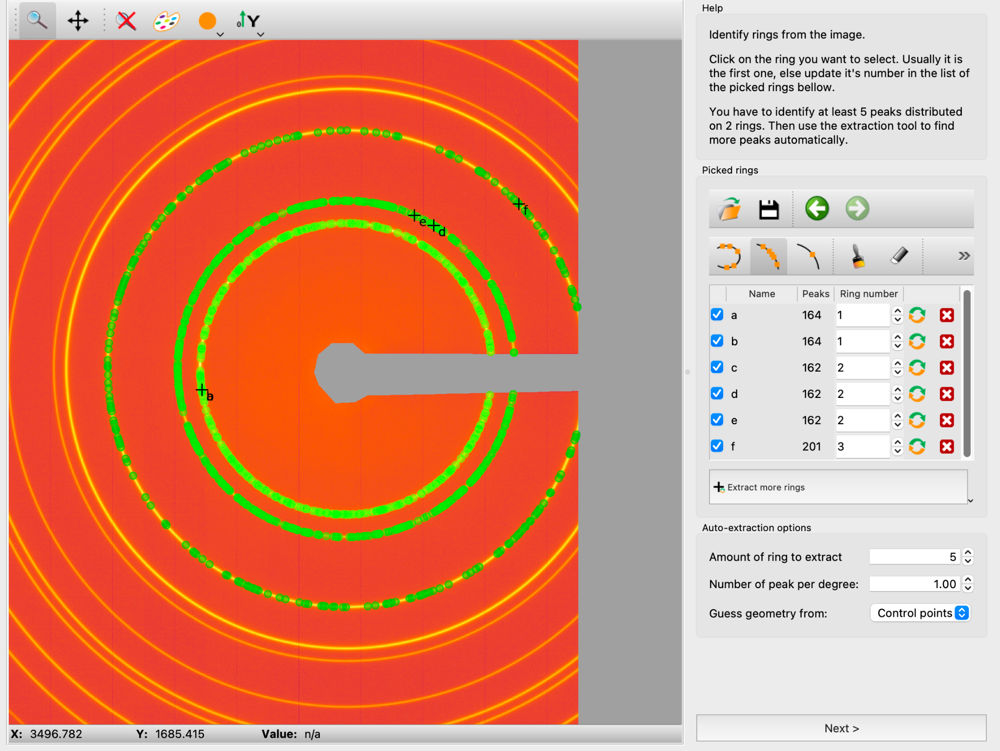 0 Y
Help
Identify rings from the image.
Click on the ring you want to select. Usually it is
the first one, else update it's number in the list of
the picked rings bellow.
You have to identify at least 5 peaks distributed
on 2 rings. Then use the extraction tool to find
more peaks automatically.
Picked rings
f
e
d
b
Name Peaks Ring number
a 164 1
b 164 1
c 162 2
d 162 2
e 162 2
f 201 3
Extract more rings
Auto-extraction options
Amount of ring to extract 5
Number of peak per degree: 1.00
Guess geometry from: Control points
Next >
X: 3496.782 Y: 1685.415 Value: n/a